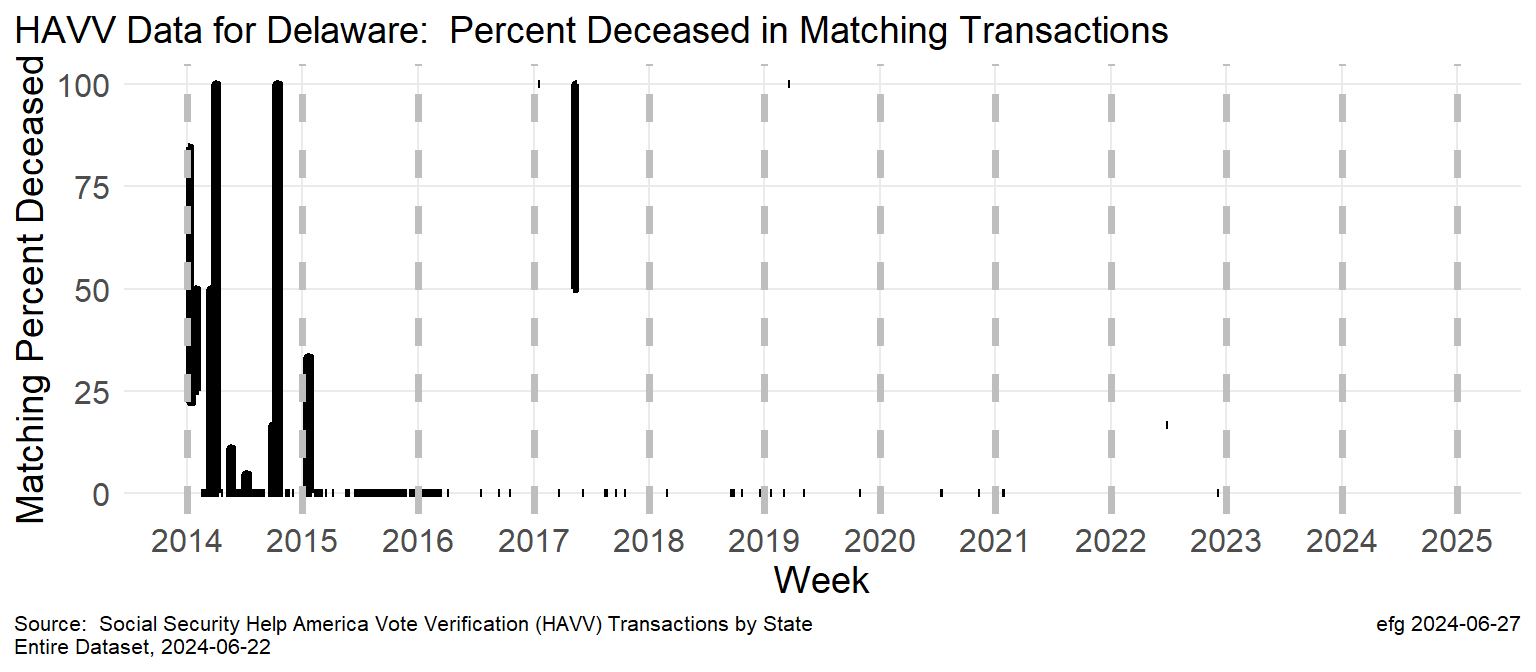 HAVV Data for Delaware:  Percent Deceased in Matching Transactions
Matching Percent Deceased
100
75
50
25
0
2014 2015 2016 2017 2018 2019 2020 2021 2022 2023 2024 2025
Week
Source:  Social Security Help America Vote Verification (HAVV) Transactions by State
Entire Dataset, 2024-06-22
efg 2024-06-27